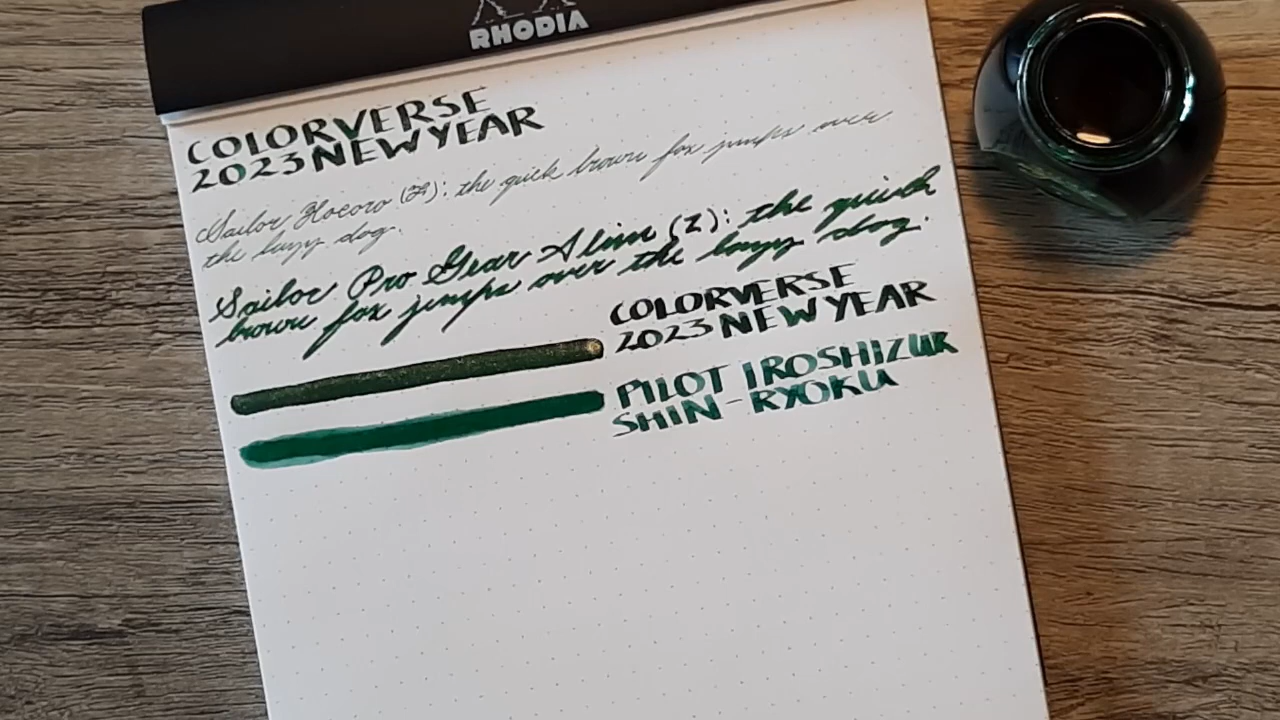 RHODIA
COLORVERSE
2023 NEW YEAR
Sailor Hocoro (F): the quick brown fox jumps over
the lazy dog.
Sailor Pro Gear Slim (Z): the quick
brown fox jumps over the lazy dog.
COLORVERSE
2023 NEW YEAR
PILOT IROSHIZUK
SHIN-RYOKU